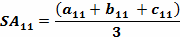 SA₁₁ = (a₁₁ + b₁₁ + c₁₁) / 3